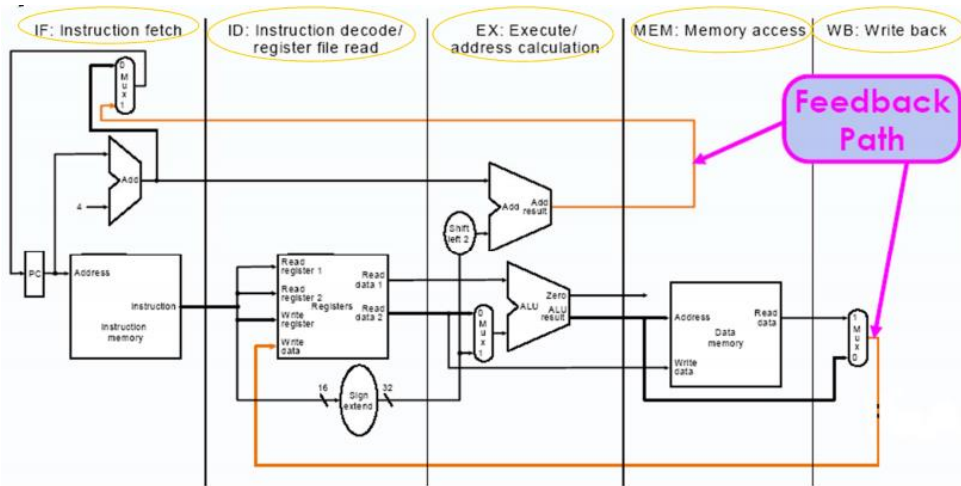 IF: Instruction fetch
ID: Instruction decode/
register file read
EX: Execute/
address calculation
MEM: Memory access
WB: Write back
0
M
u
x
1
Feedback
Path
Add
4
Add
Add
result
Shift
left 2
PC
Address
Instruction
Instruction
memory
Read
register 1
Read
register 2
Registers
Write
register
Write
data
Read
data 1
Read
data 2
0
M
u
x
1
Zero
ALU
ALU
result
Address
Read
data
Data
memory
Write
data
1
M
u
x
0
16
Sign
extend
32